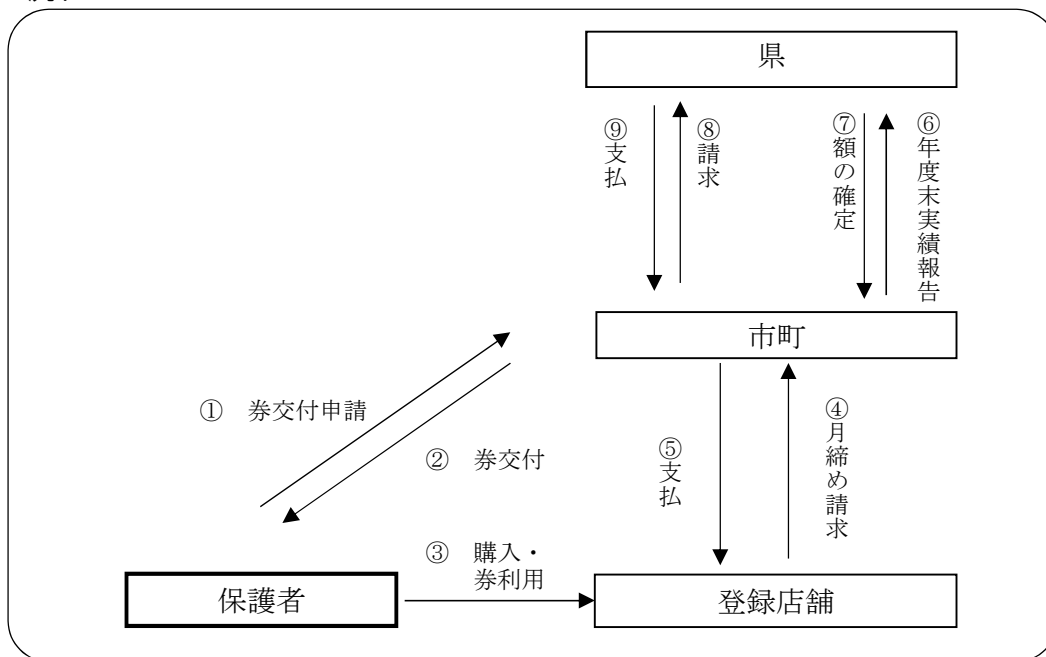 県
⑨支払
⑧請求
⑦額の確定
⑥年度末実績報告
市町
① 券交付申請
② 券交付
⑤支払
④月締め請求
③ 購入・
券利用
保護者
登録店舗